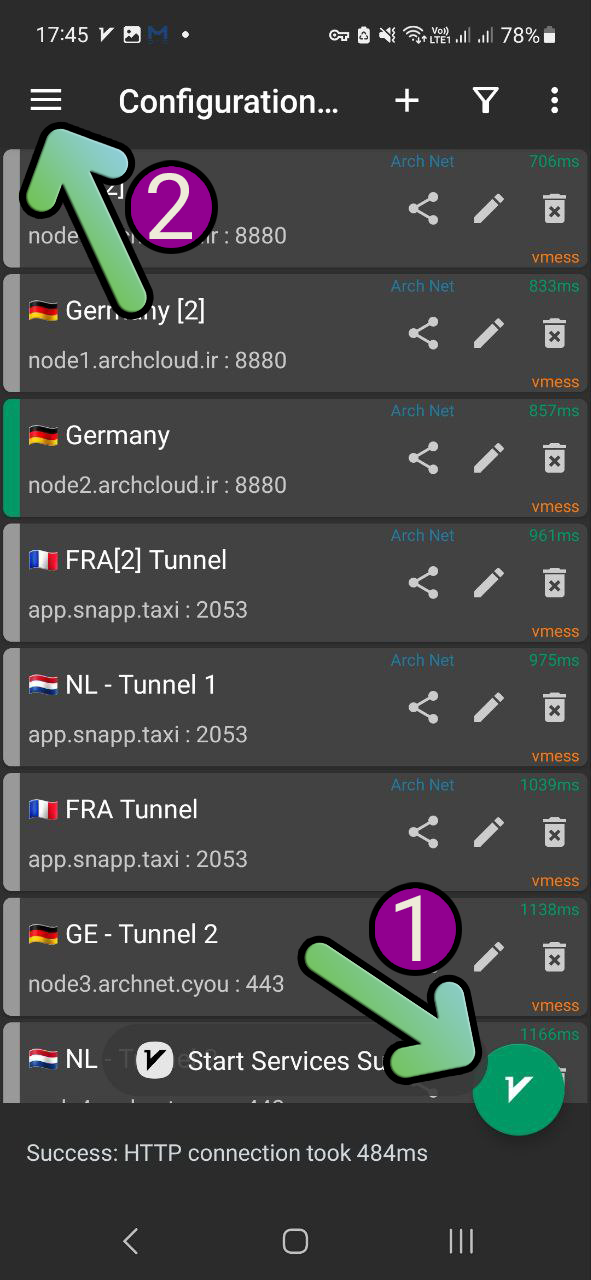 17:45
Vo)) LTE1 78%
Configuration...
Arch Net 706ms
2]
2
node ir : 8880
vmess
Arch Net 833ms
Germany [2]
node1.archcloud.ir : 8880
vmess
Arch Net 857ms
Germany
node2.archcloud.ir : 8880
vmess
Arch Net 961ms
FRA[2] Tunnel
app.snapp.taxi : 2053
vmess
Arch Net 975ms
NL - Tunnel 1
app.snapp.taxi : 2053
vmess
Arch Net 1039ms
FRA Tunnel
app.snapp.taxi : 2053
vmess
1138ms
1
GE - Tunnel 2
node3.archnet.cyou : 443
vmess
1166ms
NL -
Start Services Su
Success: HTTP connection took 484ms